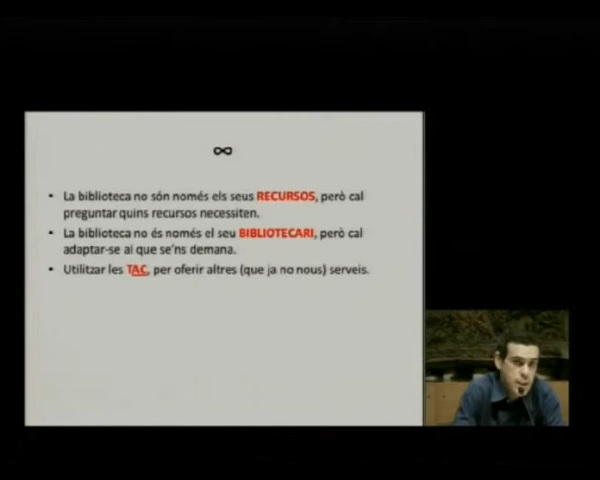 ∞
• La biblioteca no són només els seus RECURSOS, però cal
preguntar quins recursos necessiten.
• La biblioteca no és només el seu BIBLIOTECARI, però cal
adaptar-se al que se'ns demana.
• Utilitzar les TAC, per oferir altres (que ja no nous) serveis.